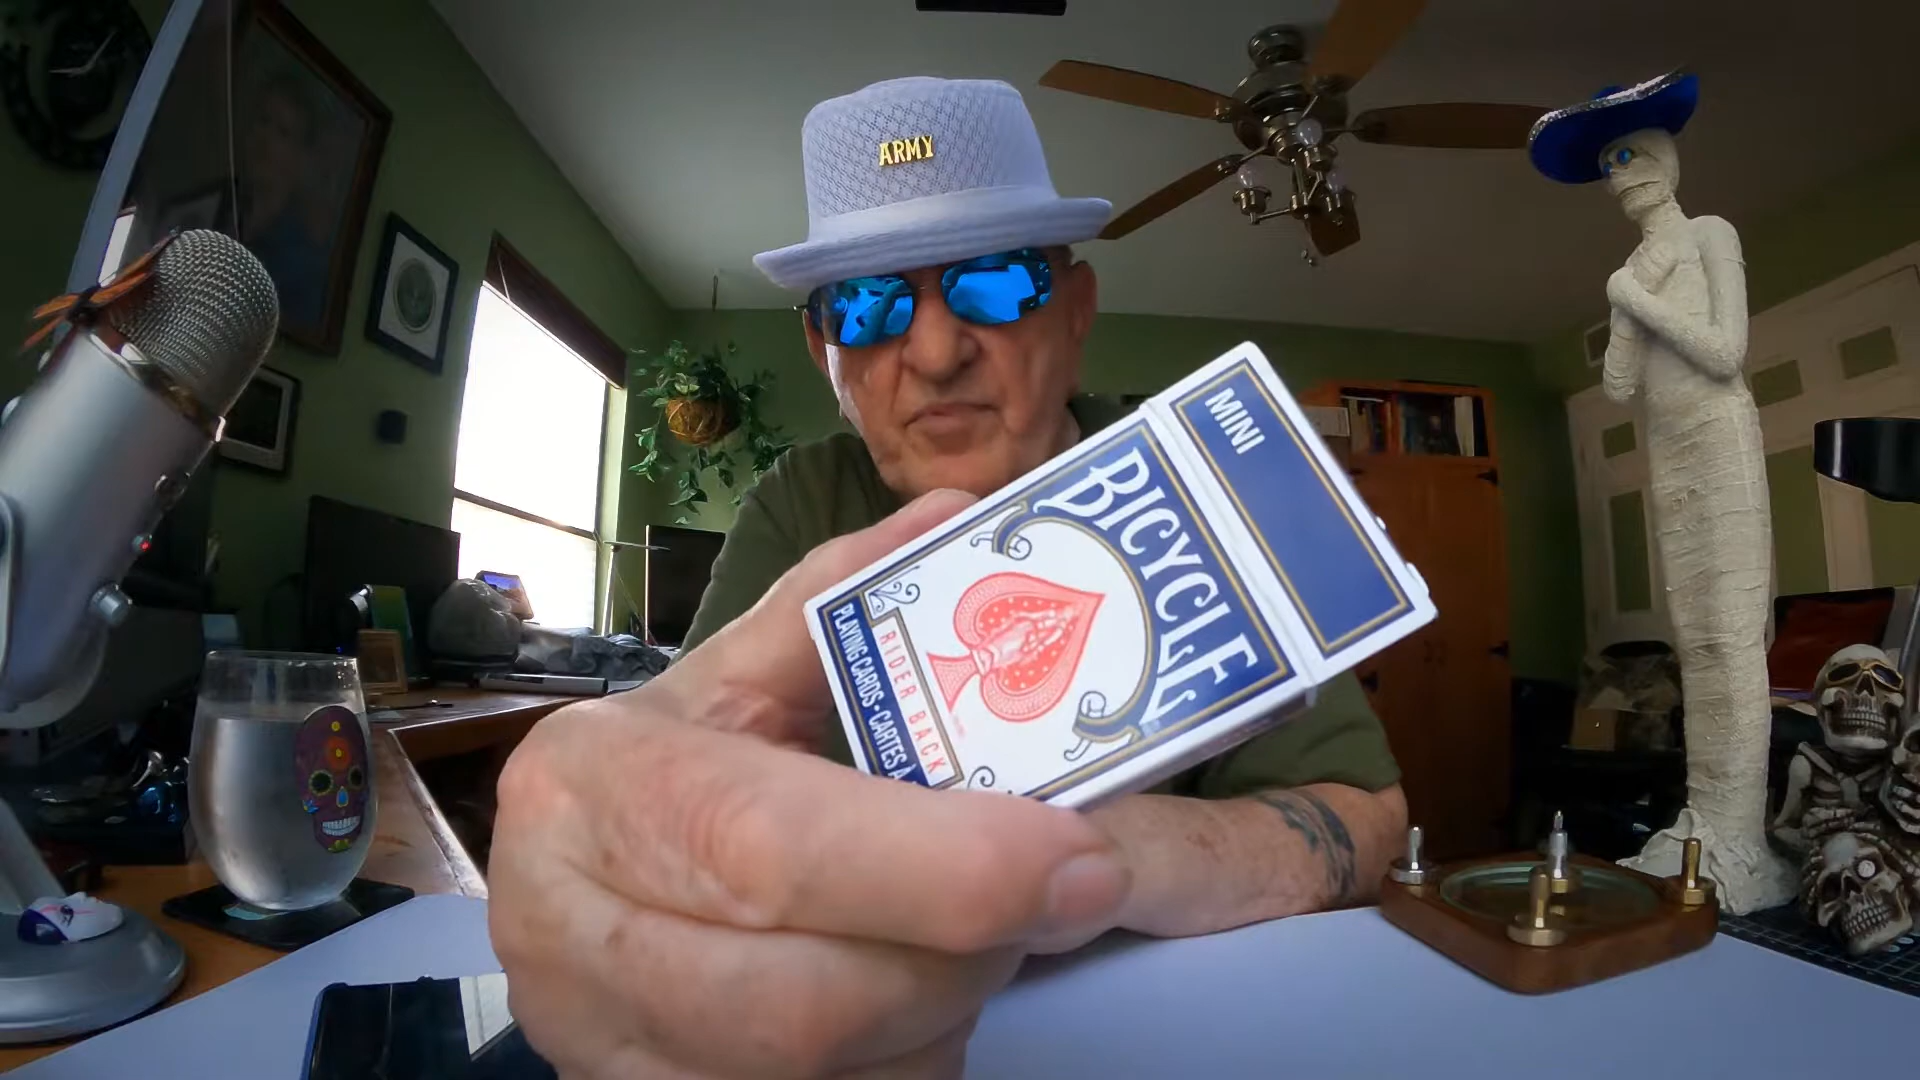 ARMY
MINI
BICYCLE
RIDER BACK
PLAYING CARDS • CARTES À